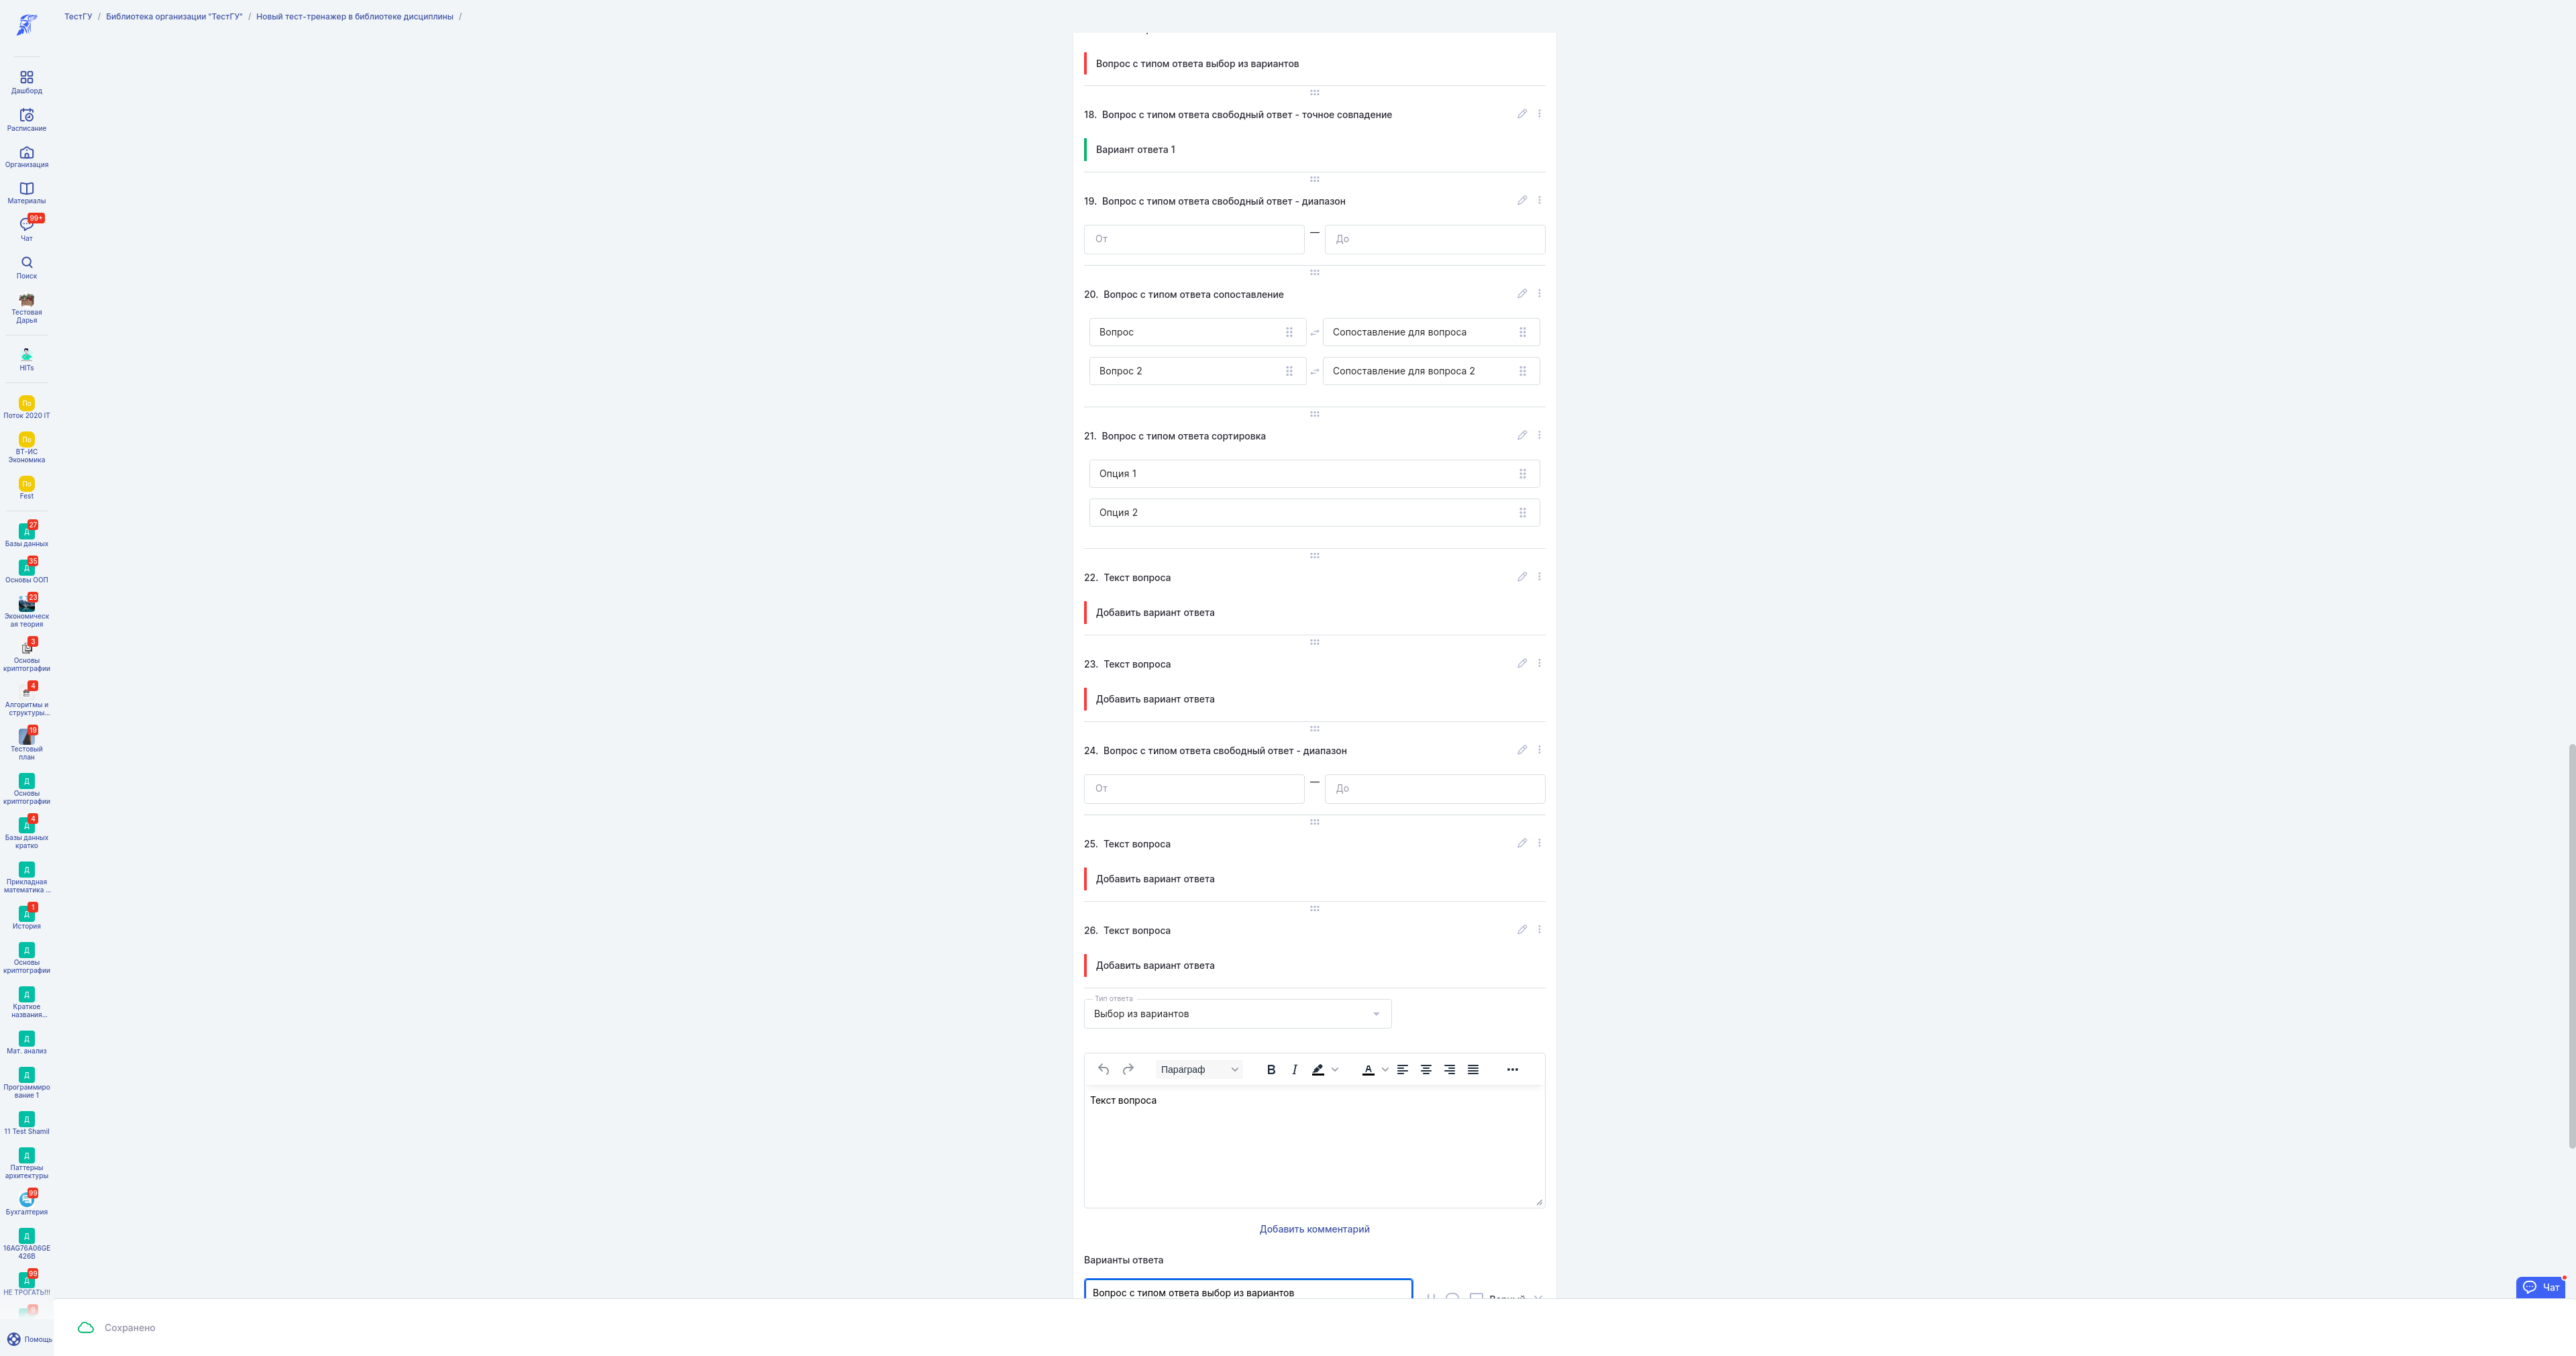 ТестГУ / Библиотека организации "ТестГУ" / Новый тест-тренажер в библиотеке дисциплины /
Дашборд
Расписание
Организация
Материалы
99+
Чат
Поиск
Тестовая
Дарья
HITs
По
Поток 2020 IT
По
ВТ-ИС
Экономика
По
Fest
27
Д
Базы данных
35
Д
Основы ООП
23
Экономическ
ая теория
3
Основы
криптографии
4
Алгоритмы и
структуры...
19
Тестовый
план
Д
Основы
криптографии
4
Д
Базы данных
кратко
Д
Прикладная
математика ...
1
Д
История
Д
Основы
криптографии
Д
Краткое
названия...
Д
Мат. анализ
Д
Программиро
вание 1
Д
11 Test Shamil
Д
Паттерны
архитектуры
99
Бухгалтерия
Д
16AG76A06GE
426B
99
Д
НЕ ТРОГАТЬ!!!
Помощь
Вопрос с типом ответа выбор из вариантов
18. Вопрос с типом ответа свободный ответ - точное совпадение
Вариант ответа 1
19. Вопрос с типом ответа свободный ответ - диапазон
От — До
20. Вопрос с типом ответа сопоставление
Вопрос Сопоставление для вопроса
Вопрос 2 Сопоставление для вопроса 2
21. Вопрос с типом ответа сортировка
Опция 1
Опция 2
22. Текст вопроса
Добавить вариант ответа
23. Текст вопроса
Добавить вариант ответа
24. Вопрос с типом ответа свободный ответ - диапазон
От — До
25. Текст вопроса
Добавить вариант ответа
26. Текст вопроса
Добавить вариант ответа
Тип ответа
Выбор из вариантов
Параграф B I A
Текст вопроса
Добавить комментарий
Варианты ответа
Вопрос с типом ответа выбор из вариантов
Чат
Сохранено